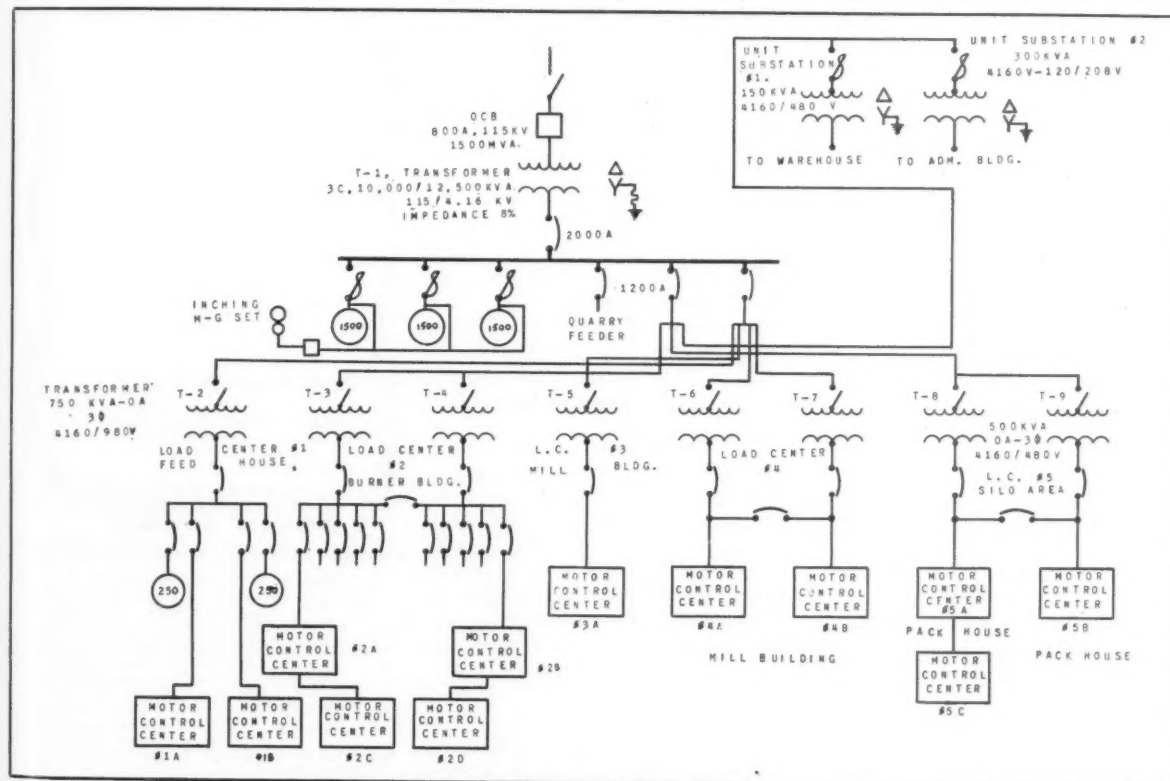 UNIT SUBSTATION #2
300KVA
4160V-120/208V
UNIT
SUBSTATION
#1.
150KVA
4160/480 V
TO WAREHOUSE
TO ADM. BLDG.
OCB
800A, 115KV
1500MVA.
T-1, TRANSFORMER
3C, 10,000/12,500KVA
115/4.16 KV
IMPEDANCE 8%
2000A
1200A
INCHING
M-G SET
1500
1500
1500
QUARRY
FEEDER
TRANSFORMER
750 KVA-OA
3Φ
4160/980V
T-2
T-3
T-4
T-5
T-6
T-7
T-8
T-9
LOAD CENTER #1
FEED HOUSE
LOAD CENTER
#2
BURNER BLDG.
L.C. #3
MILL BLDG.
LOAD CENTER
#4
500KVA
OA-3Φ
4160/480V
L.C. #5
SILO AREA
250
250
MOTOR
CONTROL
CENTER
#3A
MOTOR
CONTROL
CENTER
#4A
MOTOR
CONTROL
CENTER
#4B
MOTOR
CONTROL
CENTER
#5A
MOTOR
CONTROL
CENTER
#5B
PACK HOUSE
MILL BUILDING
PACK HOUSE
MOTOR
CONTROL
CENTER
#2A
MOTOR
CONTROL
CENTER
#2B
MOTOR
CONTROL
CENTER
#5C
MOTOR
CONTROL
CENTER
#1A
MOTOR
CONTROL
CENTER
#1B
MOTOR
CONTROL
CENTER
#2C
MOTOR
CONTROL
CENTER
#2D